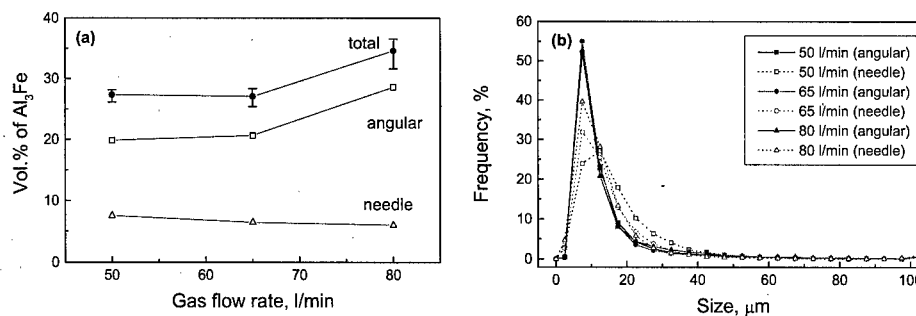 (a)
total
angular
needle
40
30
20
10
0
Vol.% of Al₃Fe
50
60
70
80
Gas flow rate, l/min
(b)
60
50
40
30
20
10
0
Frequency, %
50 l/min (angular)
50 l/min (needle)
65 l/min (angular)
65 l/min (needle)
80 l/min (angular)
80 l/min (needle)
0
20
40
60
80
100
Size, μm